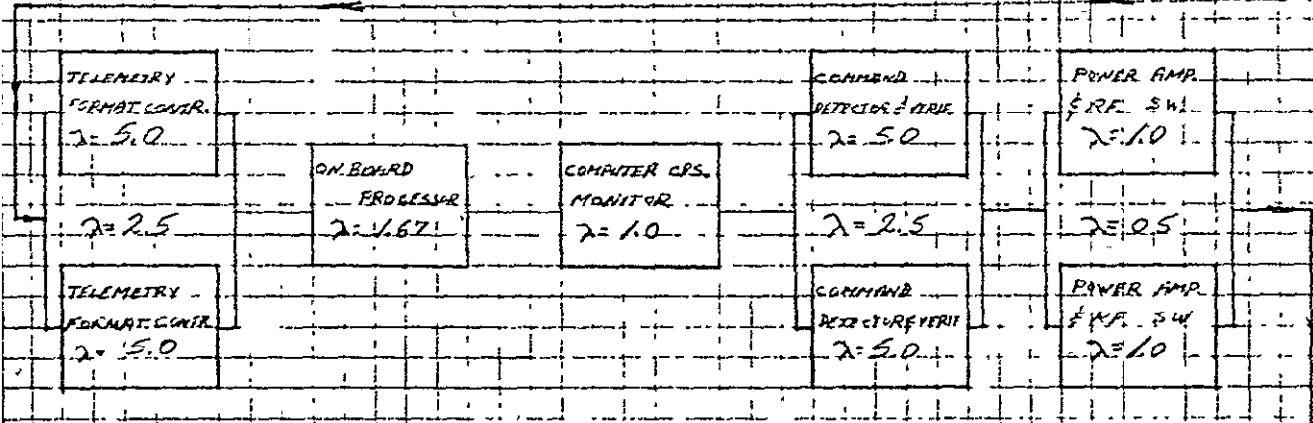 TELEMETRY
FORMAT CONTR.
λ= 5.0
λ= 2.5
TELEMETRY
FORMAT CONTR
λ= 5.0
ON BOARD
PROCESSOR
λ= 1.67
COMPUTER OPS.
MONITOR
λ= 1.0
COMMAND
DETECTOR & VERIF.
λ= 5.0
λ= 2.5
COMMAND
DETECTOR & VERIF
λ= 5.0
POWER AMP.
& RF. SW.
λ= 1.0
λ= 0.5
POWER AMP.
& RF. SW
λ= 1.0